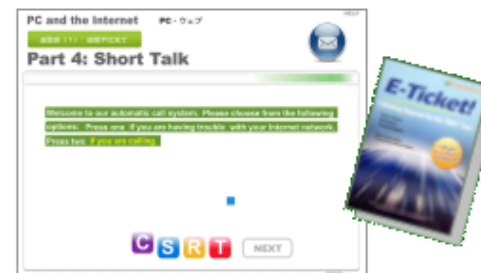 HELP
PC and the Internet PC・ウェブ
Part 4: Short Talk
Welcome to our automatic call system. Please choose from the following
options: Press one if you are having trouble with your Internet network.
Press two if you are calling
C S R T NEXT
E-Ticket!